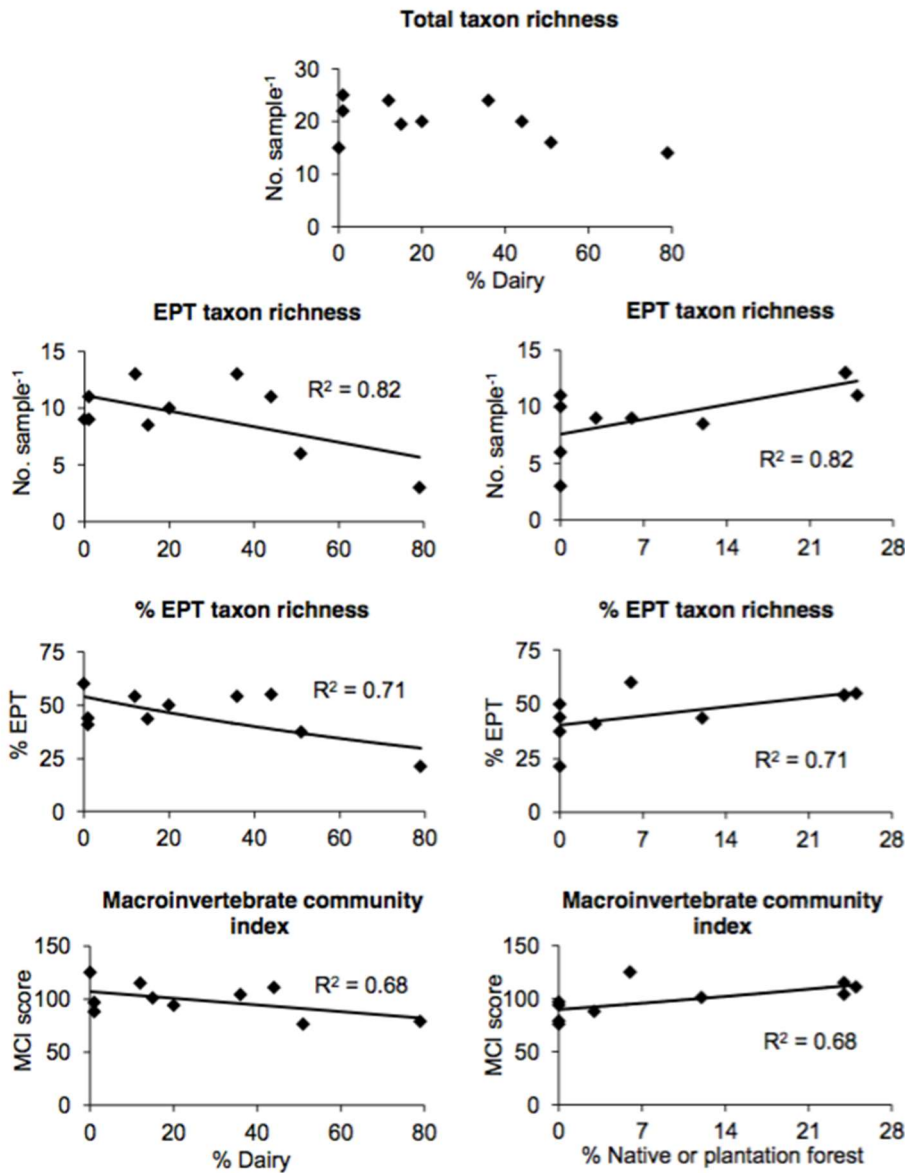 Total taxon richness
30
20
10
0
No. sample⁻¹
0 20 40 60 80
% Dairy
EPT taxon richness
15
10
5
0
No. sample⁻¹
R² = 0.82
0 20 40 60 80
EPT taxon richness
15
10
5
0
No. sample⁻¹
R² = 0.82
0 7 14 21 28
% EPT taxon richness
75
50
25
0
% EPT
R² = 0.71
0 20 40 60 80
% EPT taxon richness
75
50
25
0
% EPT
R² = 0.71
0 7 14 21 28
Macroinvertebrate community
index
150
100
50
0
MCI score
R² = 0.68
0 20 40 60 80
% Dairy
Macroinvertebrate community
index
150
100
50
0
MCI score
R² = 0.68
0 7 14 21 28
% Native or plantation forest